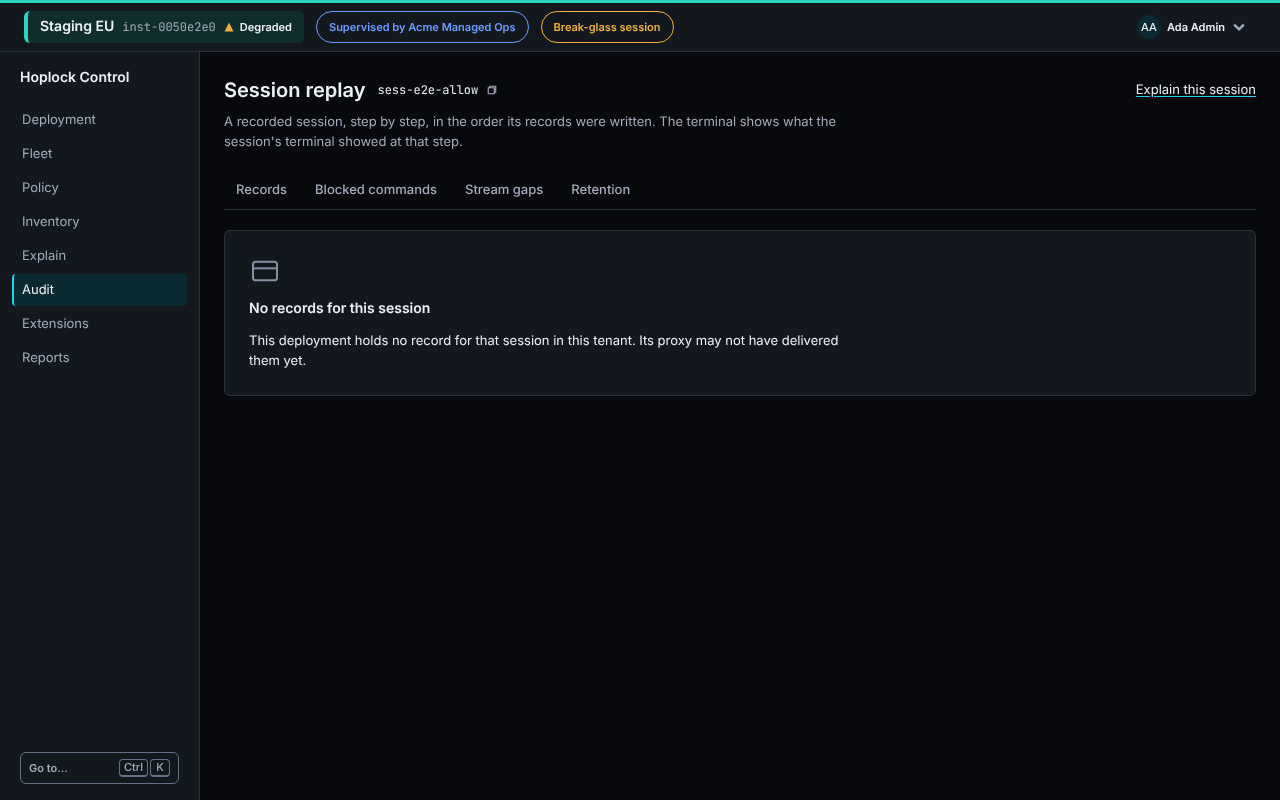 Staging EU inst-0050e2e0 Degraded
Supervised by Acme Managed Ops
Break-glass session
AA Ada Admin
Hoplock Control
Deployment
Fleet
Policy
Inventory
Explain
Audit
Extensions
Reports
Go to... Ctrl K
Session replay sess-e2e-allow
Explain this session
A recorded session, step by step, in the order its records were written. The terminal shows what the
session's terminal showed at that step.
Records Blocked commands Stream gaps Retention
No records for this session
This deployment holds no record for that session in this tenant. Its proxy may not have delivered
them yet.